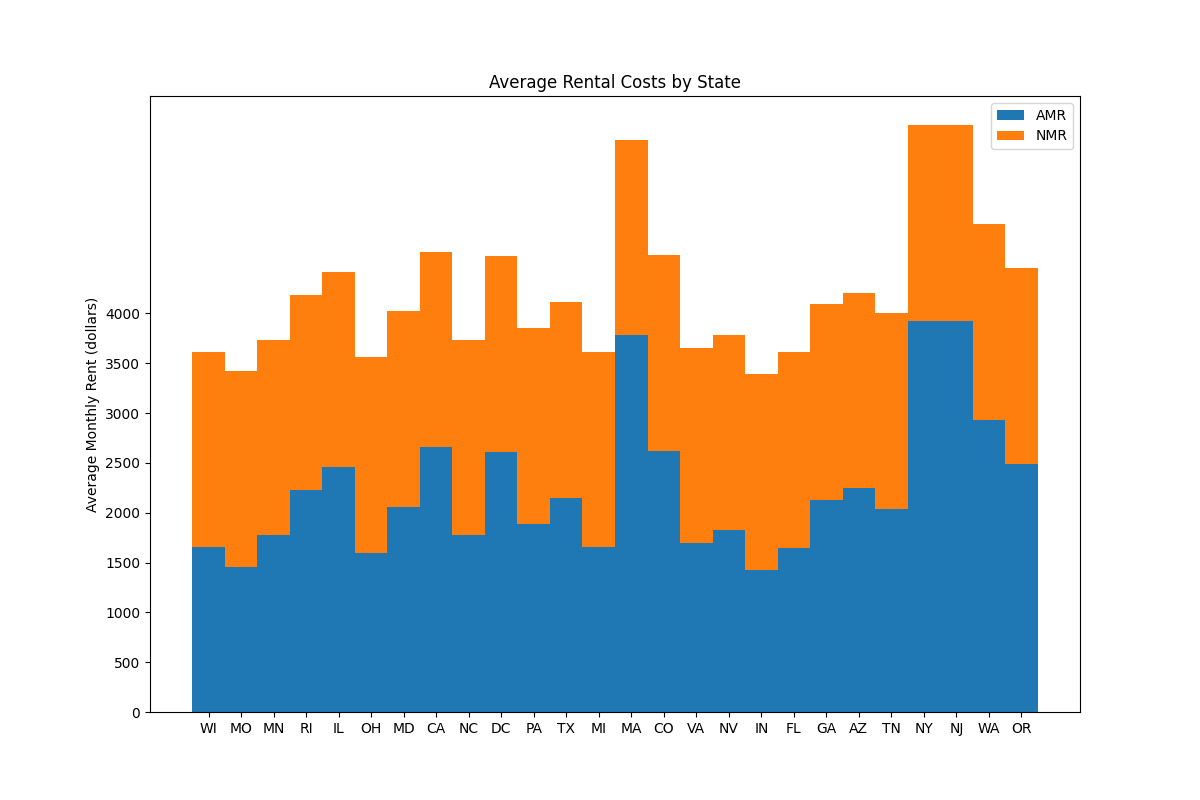 Average Rental Costs by State
AMR
NMR
Average Monthly Rent (dollars)
4000
3500
3000
2500
2000
1500
1000
500
0
WI MO MN RI IL OH MD CA NC DC PA TX MI MA CO VA NV IN FL GA AZ TN NY NJ WA OR